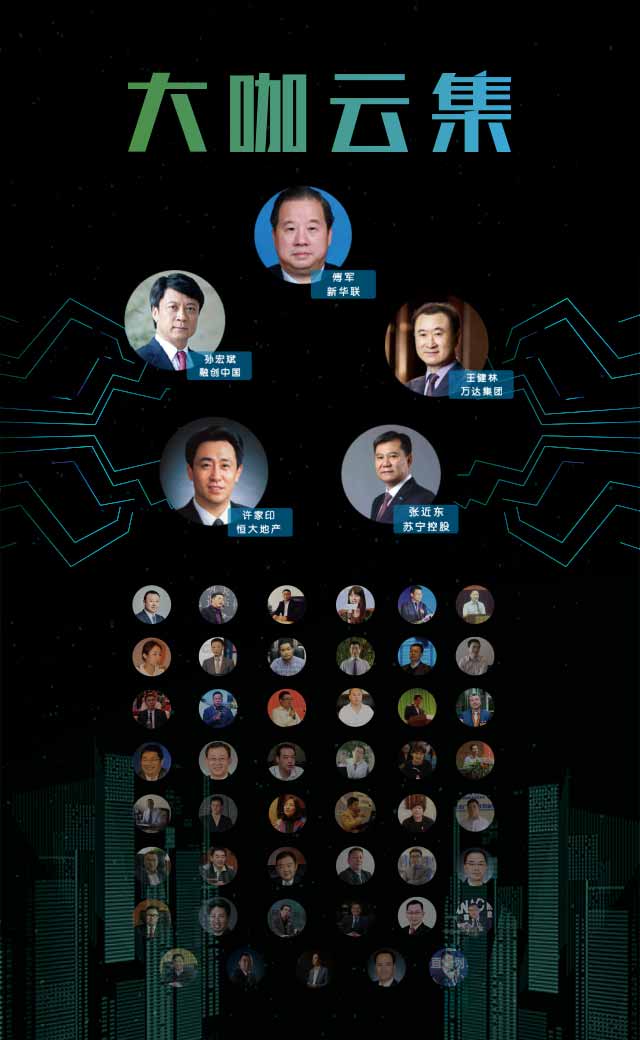 大咖云集
傅军
新华联
孙宏斌
融创中国
王健林
万达集团
许家印
恒大地产
张近东
苏宁控股